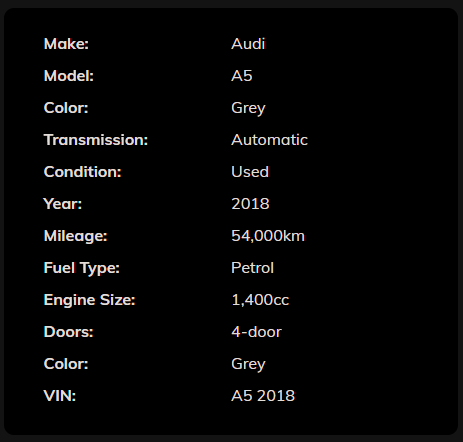 Make: Audi
Model: A5
Color: Grey
Transmission: Automatic
Condition: Used
Year: 2018
Mileage: 54,000km
Fuel Type: Petrol
Engine Size: 1,400cc
Doors: 4-door
Color: Grey
VIN: A5 2018